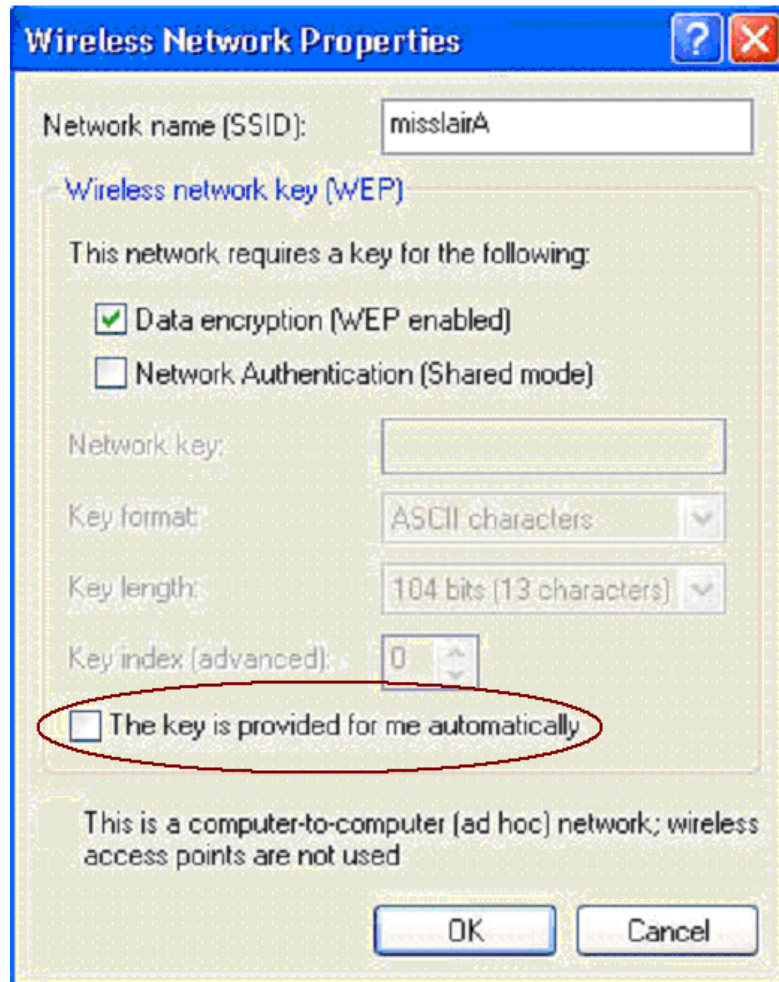 Wireless Network Properties
Network name (SSID): misslairA
Wireless network key (WEP)
This network requires a key for the following:
Data encryption (WEP enabled)
Network Authentication (Shared mode)
Network key:
Key format: ASCII characters
Key length: 104 bits (13 characters)
Key index (advanced): 0
The key is provided for me automatically
This is a computer-to-computer (ad hoc) network; wireless
access points are not used
OK Cancel